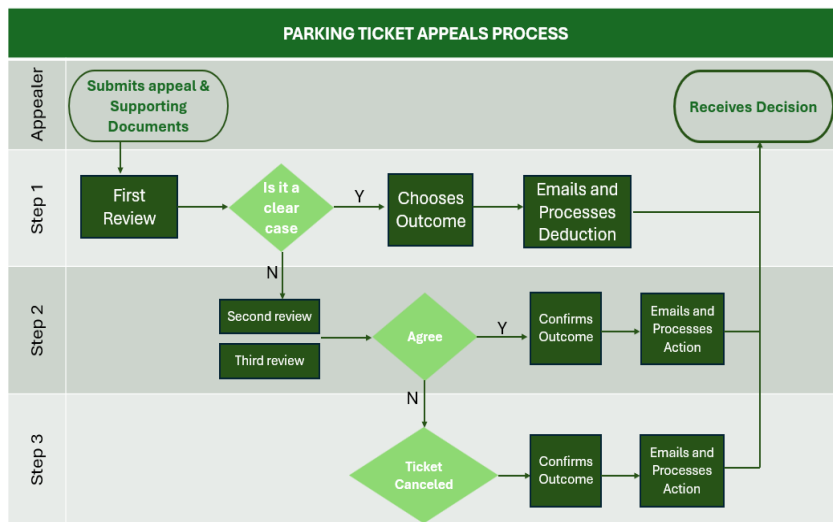 PARKING TICKET APPEALS PROCESS
Appealer
Submits appeal &
Supporting
Documents
Receives Decision
Step 1
First
Review
Is it a
clear
case
Y
Chooses
Outcome
Emails and
Processes
Deduction
N
Step 2
Second review
Third review
Agree
Y
Confirms
Outcome
Emails and
Processes
Action
N
Step 3
Ticket
Canceled
Confirms
Outcome
Emails and
Processes
Action